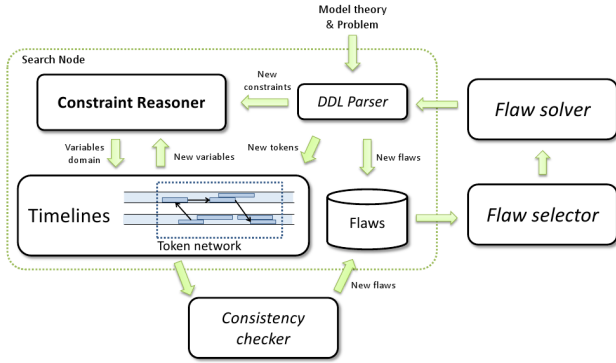 Model theory
& Problem
Search Node
Constraint Reasoner
New
constraints
DDL Parser
Flaw solver
Variables
domain
New variables
New tokens
New flaws
Timelines
Token network
Flaws
Flaw selector
New flaws
Consistency
checker